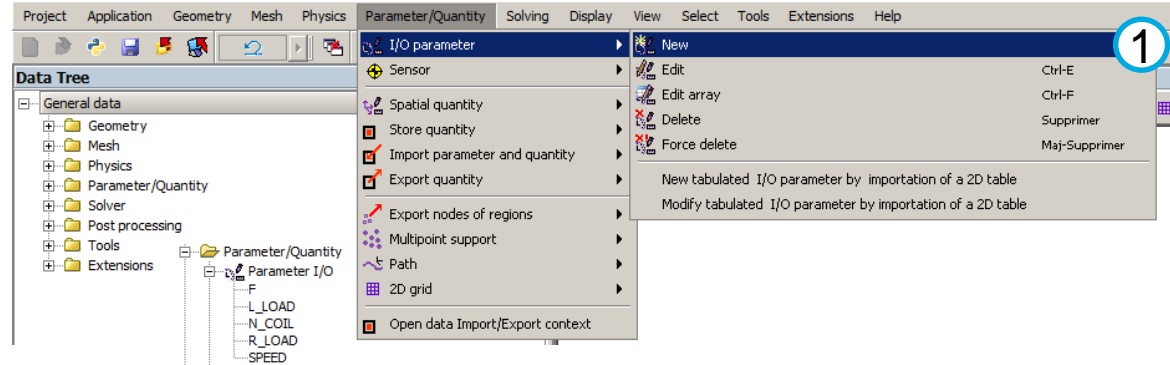 Project Application Geometry Mesh Physics Parameter/Quantity Solving Display View Select Tools Extensions Help
I/O parameter
New
1
Data Tree
Sensor
Edit Ctrl-E
General data
Edit array Ctrl-F
Geometry
Spatial quantity
Delete Supprimer
Mesh
Store quantity
Force delete Maj-Supprimer
Physics
Import parameter and quantity
Parameter/Quantity
Export quantity
New tabulated I/O parameter by importation of a 2D table
Solver
Modify tabulated I/O parameter by importation of a 2D table
Post processing
Export nodes of regions
Tools
Multipoint support
Extensions
Path
2D grid
Open data Import/Export context
Parameter/Quantity
Parameter I/O
F
L_LOAD
N_COIL
R_LOAD
SPEED